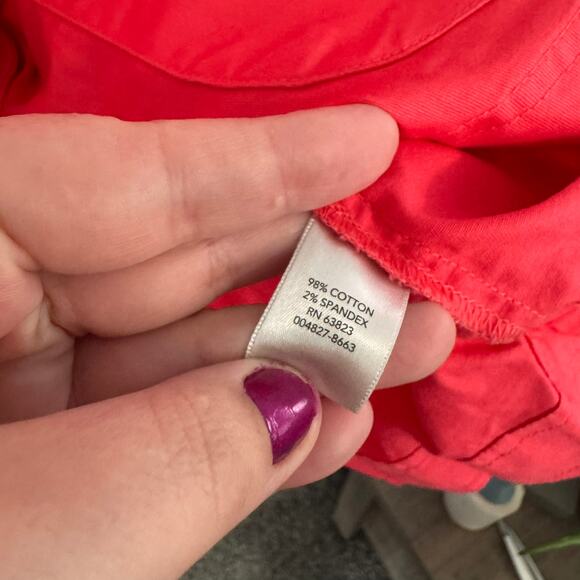 98% COTTON
2% SPANDEX
RN 63823
004827-8663